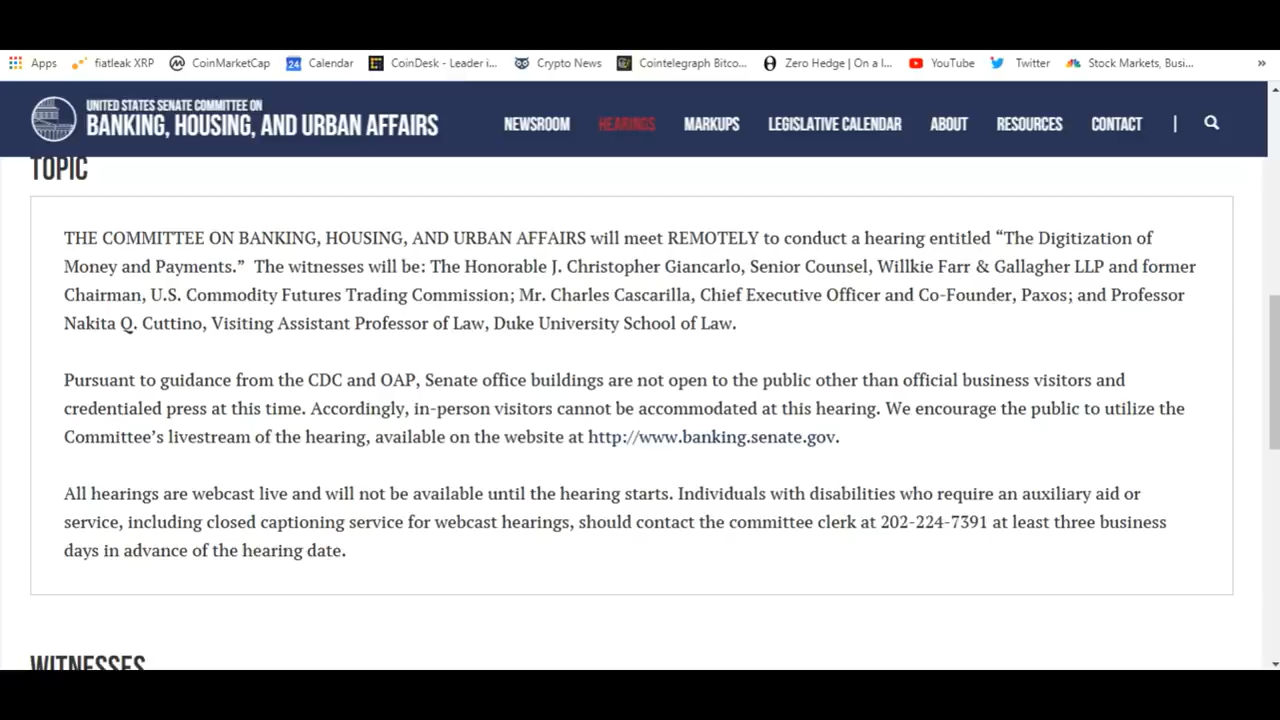 Apps fiatleak XRP CoinMarketCap Calendar CoinDesk - Leader i... Crypto News Cointelegraph Bitco... Zero Hedge | On a l... YouTube Twitter Stock Markets, Busi... »
UNITED STATES SENATE COMMITTEE ON
BANKING, HOUSING, AND URBAN AFFAIRS NEWSROOM HEARINGS MARKUPS LEGISLATIVE CALENDAR ABOUT RESOURCES CONTACT |
TOPIC
THE COMMITTEE ON BANKING, HOUSING, AND URBAN AFFAIRS will meet REMOTELY to conduct a hearing entitled “The Digitization of
Money and Payments.” The witnesses will be: The Honorable J. Christopher Giancarlo, Senior Counsel, Willkie Farr & Gallagher LLP and former
Chairman, U.S. Commodity Futures Trading Commission; Mr. Charles Cascarilla, Chief Executive Officer and Co-Founder, Paxos; and Professor
Nakita Q. Cuttino, Visiting Assistant Professor of Law, Duke University School of Law.
Pursuant to guidance from the CDC and OAP, Senate office buildings are not open to the public other than official business visitors and
credentialed press at this time. Accordingly, in-person visitors cannot be accommodated at this hearing. We encourage the public to utilize the
Committee’s livestream of the hearing, available on the website at http://www.banking.senate.gov.
All hearings are webcast live and will not be available until the hearing starts. Individuals with disabilities who require an auxiliary aid or
service, including closed captioning service for webcast hearings, should contact the committee clerk at 202-224-7391 at least three business
days in advance of the hearing date.
WITNESSES